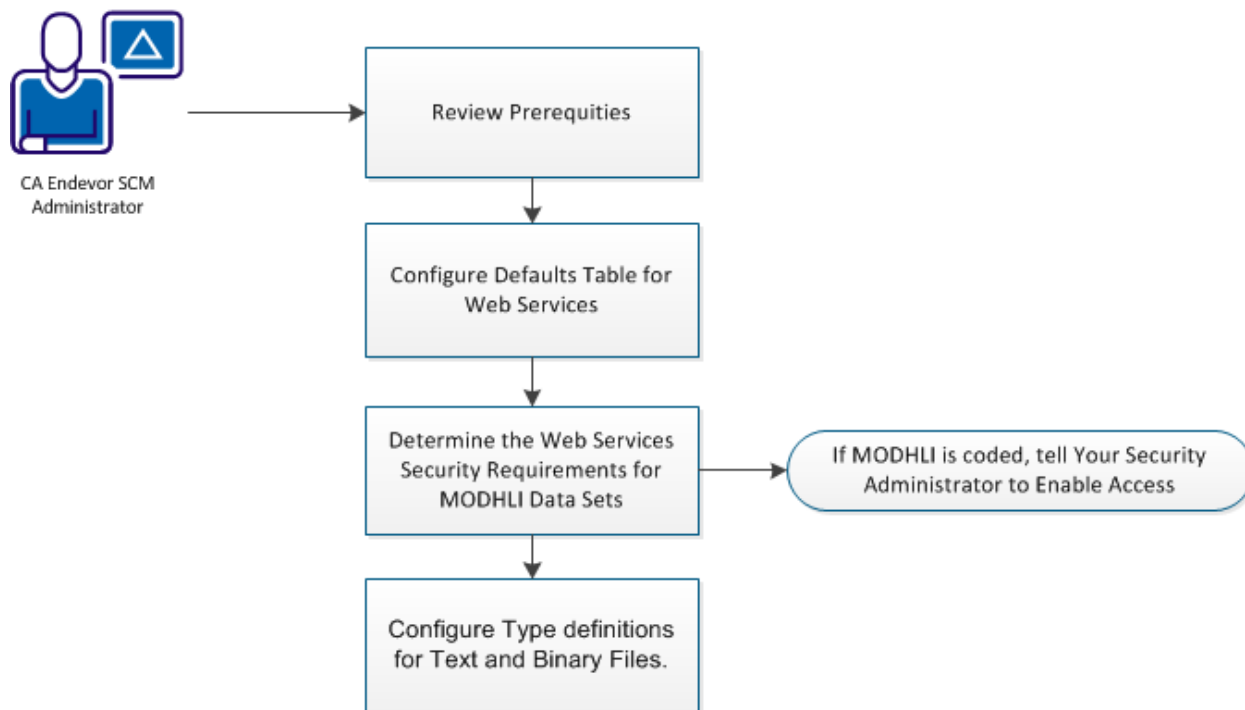 CA Endevor SCM
Administrator
Review Prerequities
Configure Defaults Table for
Web Services
Determine the Web Services
Security Requirements for
MODHLI Data Sets
If MODHLI is coded, tell Your Security
Administrator to Enable Access
Configure Type definitions
for Text and Binary Files.